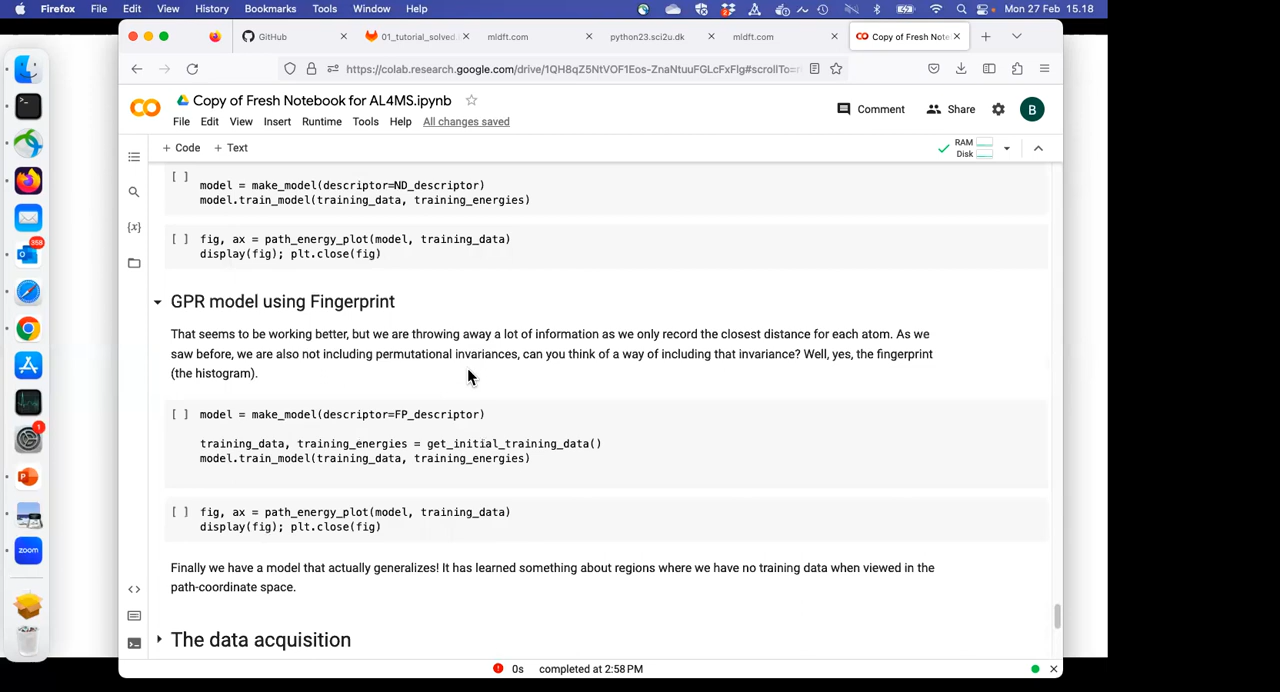 Firefox File Edit View History Bookmarks Tools Window Help Mon 27 Feb 15.18
GitHub 01_tutorial_solved. mldft.com python23.sci2u.dk mldft.com Copy of Fresh Note
https://colab.research.google.com/drive/1QH8qZ5NtVOF1Eos-ZnaNtuuFGLcFxFlg#scrollTo=
Copy of Fresh Notebook for AL4MS.ipynb
Comment Share B
File Edit View Insert Runtime Tools Help All changes saved
+ Code + Text
RAM
Disk
[ ]
model = make_model(descriptor=ND_descriptor)
model.train_model(training_data, training_energies)
[ ] fig, ax = path_energy_plot(model, training_data)
display(fig); plt.close(fig)
GPR model using Fingerprint
That seems to be working better, but we are throwing away a lot of information as we only record the closest distance for each atom. As we
saw before, we are also not including permutational invariances, can you think of a way of including that invariance? Well, yes, the fingerprint
(the histogram).
[ ] model = make_model(descriptor=FP_descriptor)
training_data, training_energies = get_initial_training_data()
model.train_model(training_data, training_energies)
[ ] fig, ax = path_energy_plot(model, training_data)
display(fig); plt.close(fig)
Finally we have a model that actually generalizes! It has learned something about regions where we have no training data when viewed in the
path-coordinate space.
The data acquisition
0s completed at 2:58 PM
{x}
358
1
zoom